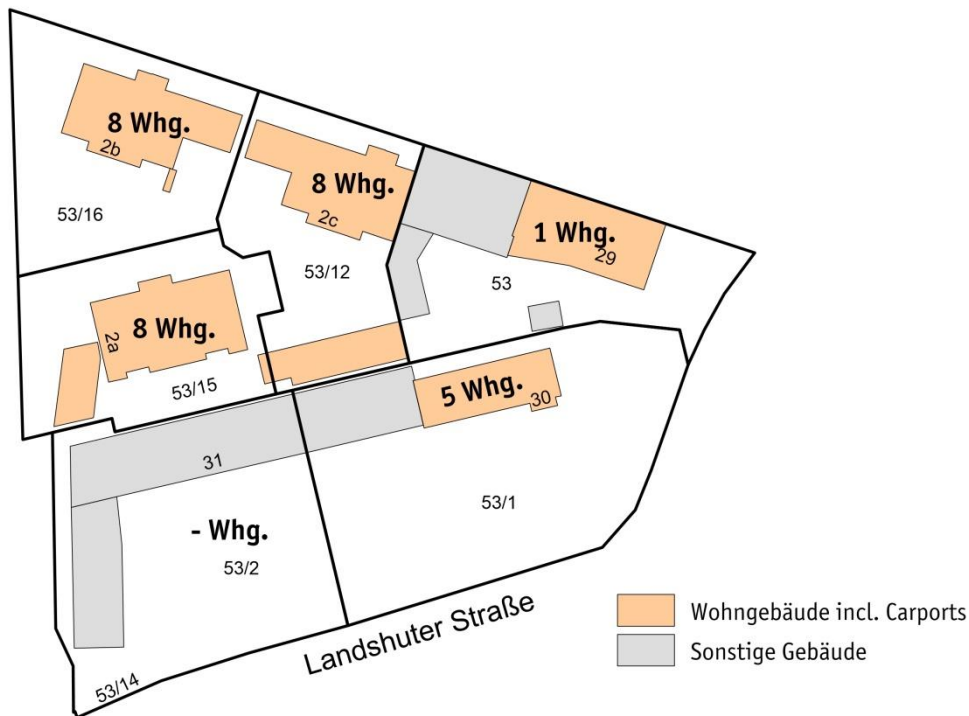 8 Whg.
2b
53/16
8 Whg.
2c
53/12
1 Whg.
29
53
8 Whg.
2a
53/15
5 Whg.
30
31
53/1
- Whg.
53/2
53/14
Landshuter Straße
Wohngebäude incl. Carports
Sonstige Gebäude